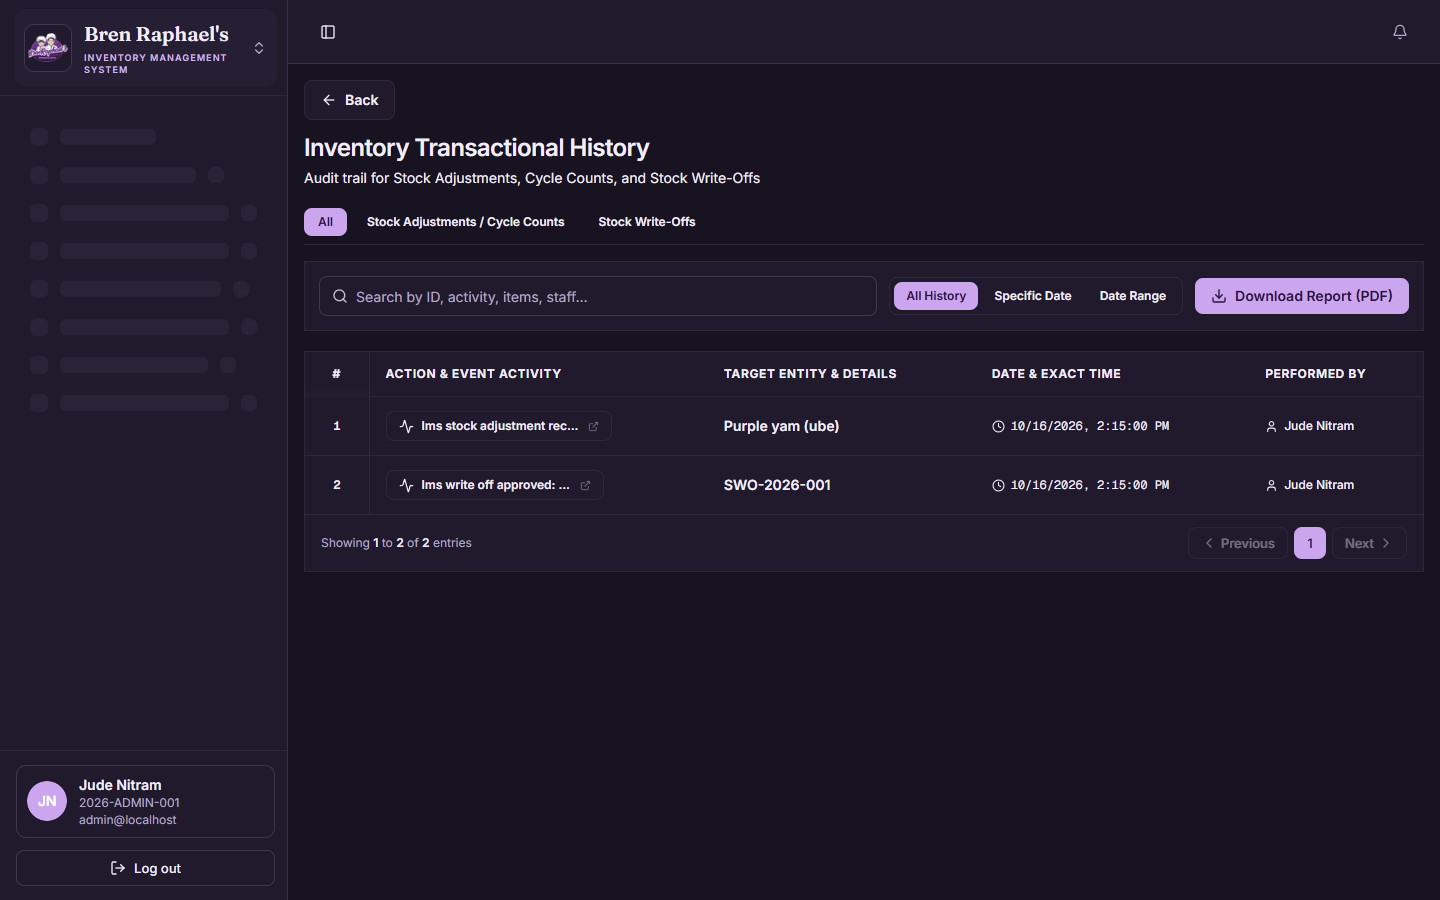 Bren Raphael's
INVENTORY MANAGEMENT
SYSTEM
Back
Inventory Transactional History
Audit trail for Stock Adjustments, Cycle Counts, and Stock Write-Offs
All
Stock Adjustments / Cycle Counts
Stock Write-Offs
Search by ID, activity, items, staff...
All History
Specific Date
Date Range
Download Report (PDF)
# ACTION & EVENT ACTIVITY TARGET ENTITY & DETAILS DATE & EXACT TIME PERFORMED BY
1 Ims stock adjustment rec... Purple yam (ube) 10/16/2026, 2:15:00 PM Jude Nitram
2 Ims write off approved: ... SWO-2026-001 10/16/2026, 2:15:00 PM Jude Nitram
Showing 1 to 2 of 2 entries
Previous 1 Next
JN
Jude Nitram
2026-ADMIN-001
admin@localhost
Log out